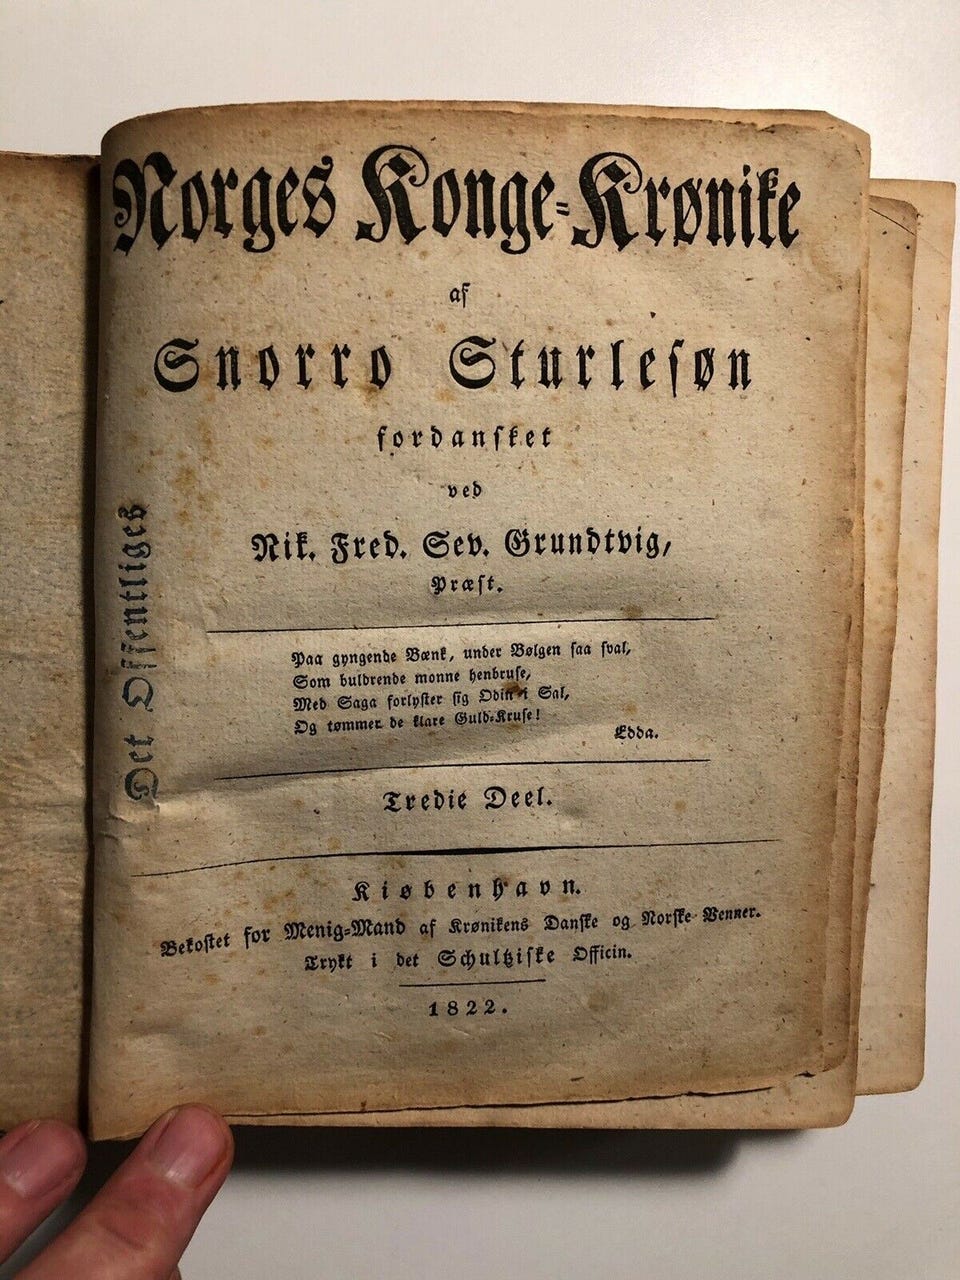 Norges Konge-Krønike
af
Snorro Sturlesøn
fordansket
ved
Nik. Fred. Sev. Grundtvig,
Præst.
Paa gyngende Bænk, under Bølgen saa sval,
Som buldrende monne henbruse,
Med Saga forlyster sig Odin i Sal,
Og tømmer de klare Guld-Kruse!
Edda.
Tredie Deel.
Kiøbenhavn.
Bekostet for Menig-Mand af Krønikens Danske og Norske Venner.
Trykt i det Schultziske Officin.
1822.
Det Offentliges